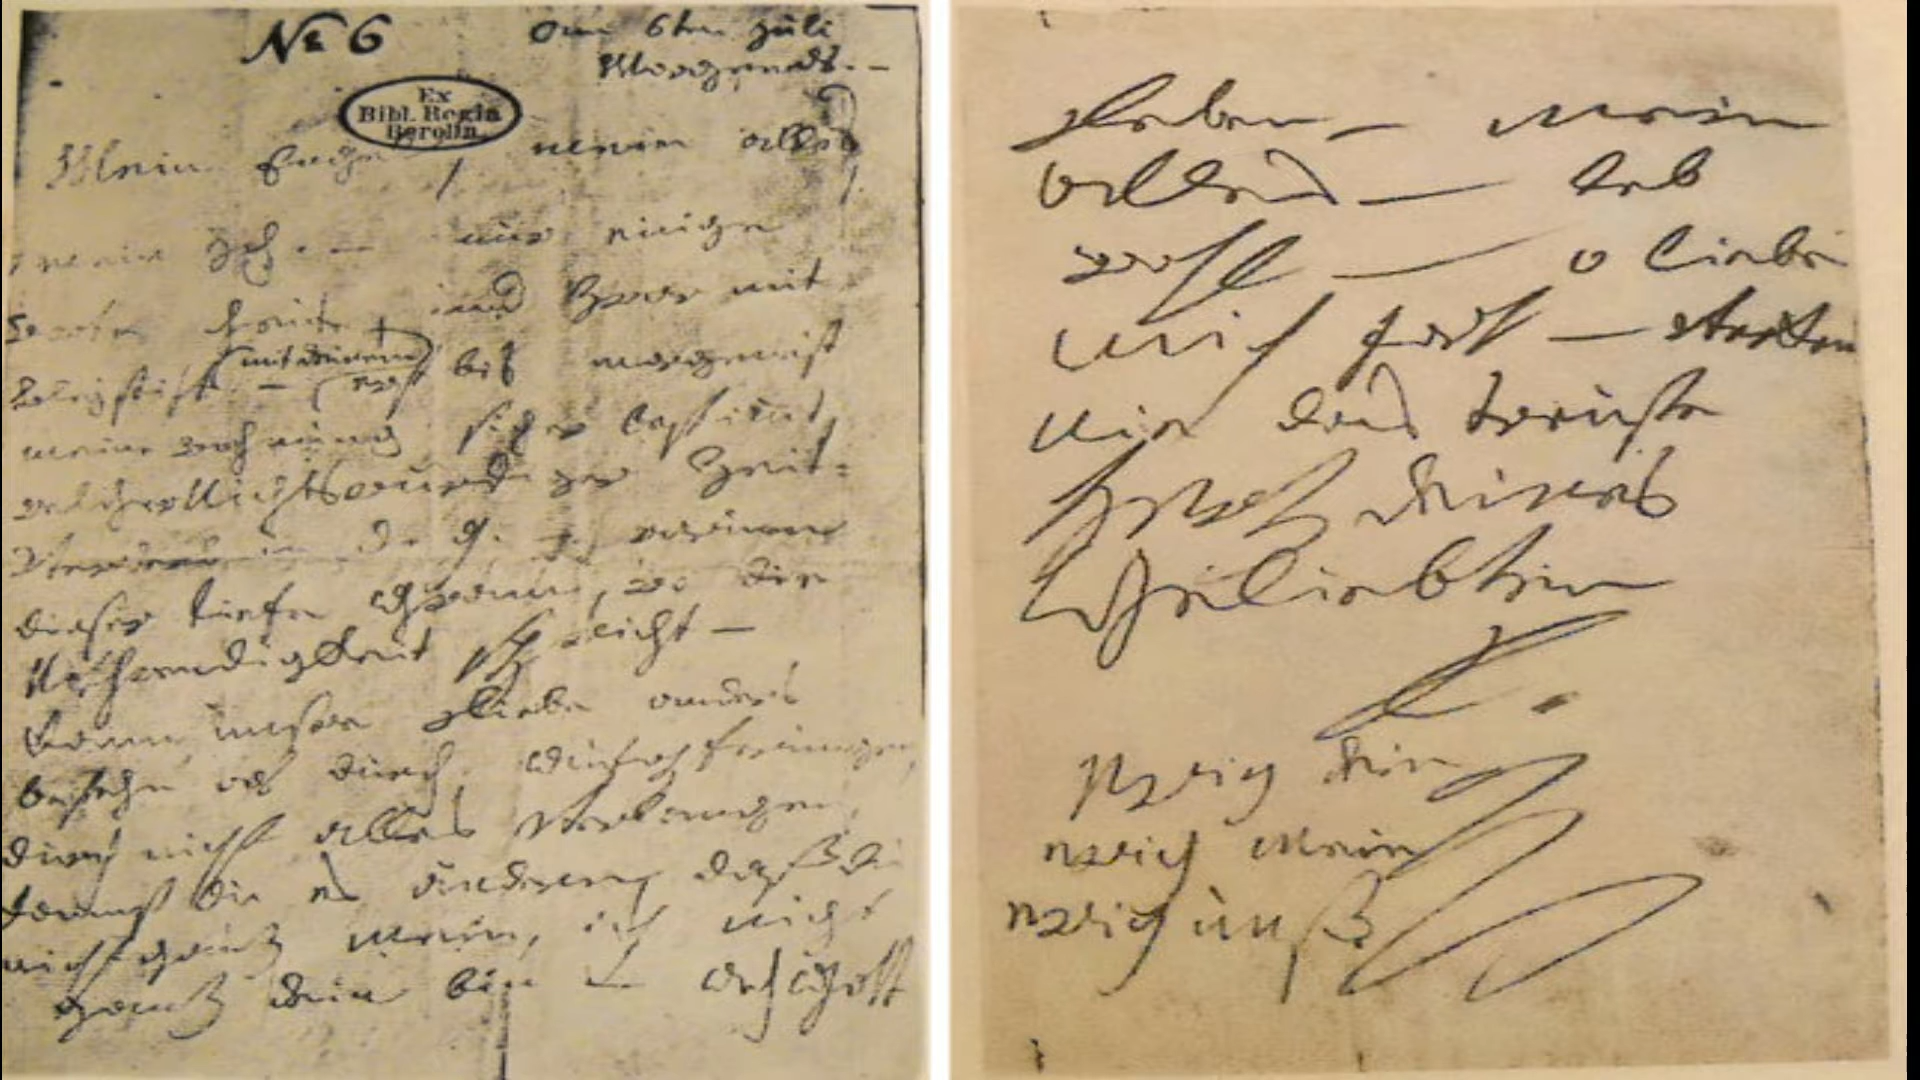 № 6 am 6ten Juli
Morgends. –
Ex
Bibl. Regia
Berolin.
Mein Engel, mein alles
mein Ich. – nur einige
Worte heute, und zwar mit
Bleystift – (mit deinem) erst bis morgen ist
meine Wohnung sicher bestimmt,
welcher Nichtswürdiger Zeit-
verderb in d. g. – warum
dieser tiefe Gram, wo die
Nothwendigkeit spricht –
Kann unsre Liebe anders
bestehn als durch Aufopferungen,
durch nicht alles verlangen,
kannst du es ändern, daß du
nicht ganz mein, ich nicht
ganz dein bin – Ach Gott
Leben – mein
alles – leb
wohl – o liebe
mich fort – verken
nie das treuste
Herz deines
Geliebten
L.
ewig dein
ewig mein
ewig unß